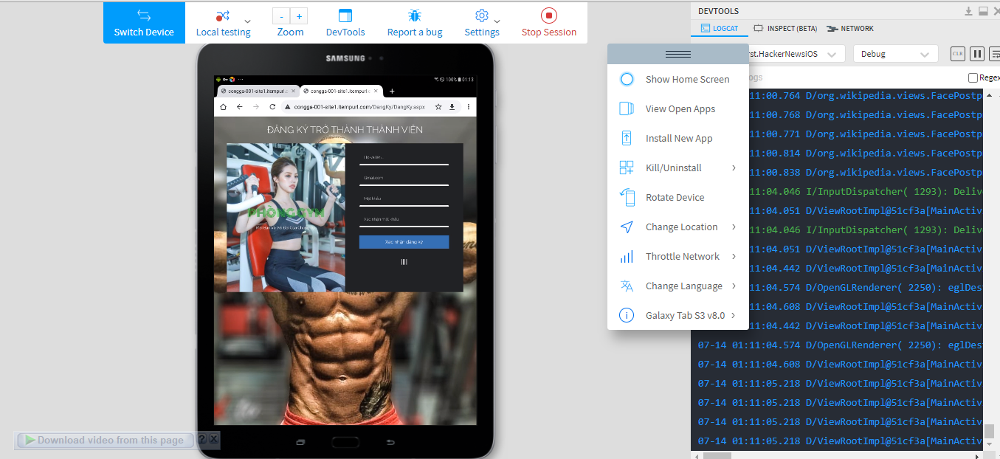 Switch Device
Local testing
- +
Zoom
DevTools
Report a bug
Settings
Stop Session
DEVTOOLS
LOGCAT
INSPECT (BETA)
NETWORK
rst.HackerNewsiOS
Debug
CLR
ogs
Regex
SAMSUNG
100% 01:13
congga-001-site1.itempurl.c
congga-001-site1.itempurl.c
congga-001-site1.itempurl.com/DangKy/DangKy.aspx
ĐĂNG KÝ TRỞ THÀNH THÀNH VIÊN
Họ và tên..
Gmail.com
Mật khẩu
Xác nhận mật khẩu
Xác nhận đăng ký
PHÒNG GYM
Show Home Screen
View Open Apps
Install New App
Kill/Uninstall
Rotate Device
Change Location
Throttle Network
Change Language
Galaxy Tab S3 v8.0
11:00.764 D/org.wikipedia.views.FacePostp
11:00.768 D/org.wikipedia.views.FacePostp
11:00.771 D/org.wikipedia.views.FacePostp
11:00.814 D/org.wikipedia.views.FacePostp
11:00.838 D/org.wikipedia.views.FacePostp
11:04.046 I/InputDispatcher( 1293): Deliv
11:04.051 D/ViewRootImpl@51cf3a[MainActiv
11:04.046 I/InputDispatcher( 1293): Deliv
11:04.051 D/ViewRootImpl@51cf3a[MainActiv
11:04.442 D/ViewRootImpl@51cf3a[MainActiv
11:04.574 D/OpenGLRenderer( 2250): eglDes
11:04.608 D/ViewRootImpl@51cf3a[MainActiv
11:04.442 D/ViewRootImpl@51cf3a[MainActiv
07-14 01:11:04.574 D/OpenGLRenderer( 2250): eglDes
07-14 01:11:04.608 D/ViewRootImpl@51cf3a[MainActiv
07-14 01:11:05.218 D/ViewRootImpl@51cf3a[MainActiv
07-14 01:11:05.218 D/ViewRootImpl@51cf3a[MainActiv
07-14 01:11:05.218 D/ViewRootImpl@51cf3a[MainActiv
07-14 01:11:05.218 D/ViewRootImpl@51cf3a[MainActiv
Download video from this page ? X